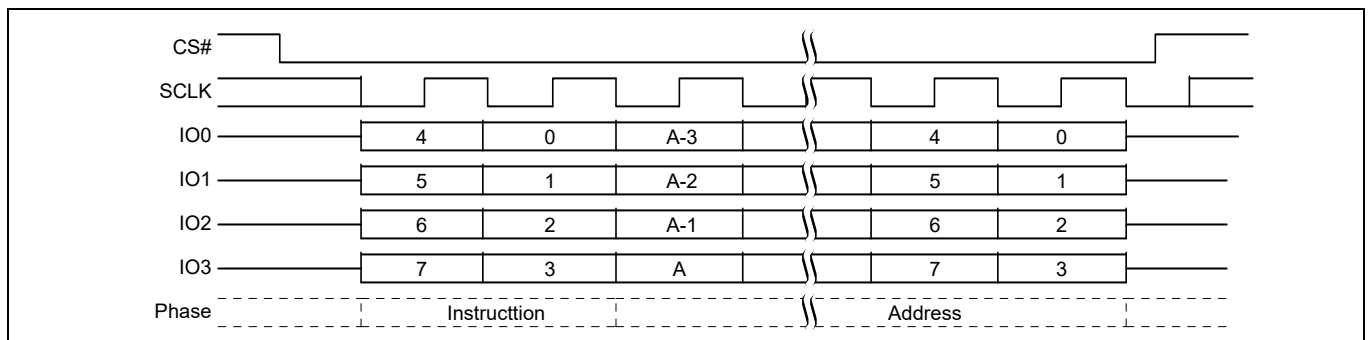 CS#
SCLK
IO0 4 0 A-3 4 0
IO1 5 1 A-2 5 1
IO2 6 2 A-1 6 2
IO3 7 3 A 7 3
Phase Insructtion Address